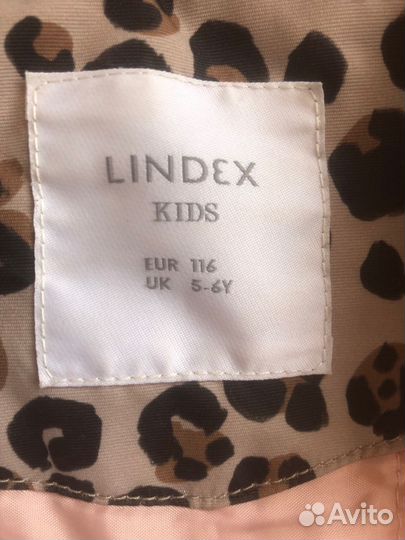 LINDEX
KIDS
EUR 116
UK 5-6Y
Avito